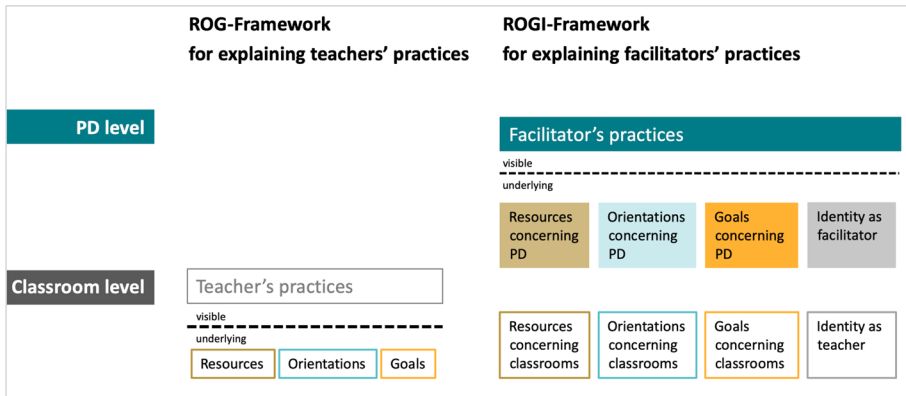 ROG-Framework
for explaining teachers' practices
ROGI-Framework
for explaining facilitators' practices
PD level
Facilitator's practices
visible
underlying
Resources
concerning
PD
Orientations
concerning
PD
Goals
concerning
PD
Identity as
facilitator
Classroom level
Teacher's practices
visible
underlying
Resources
Orientations
Goals
Resources
concerning
classrooms
Orientations
concerning
classrooms
Goals
concerning
classrooms
Identity as
teacher